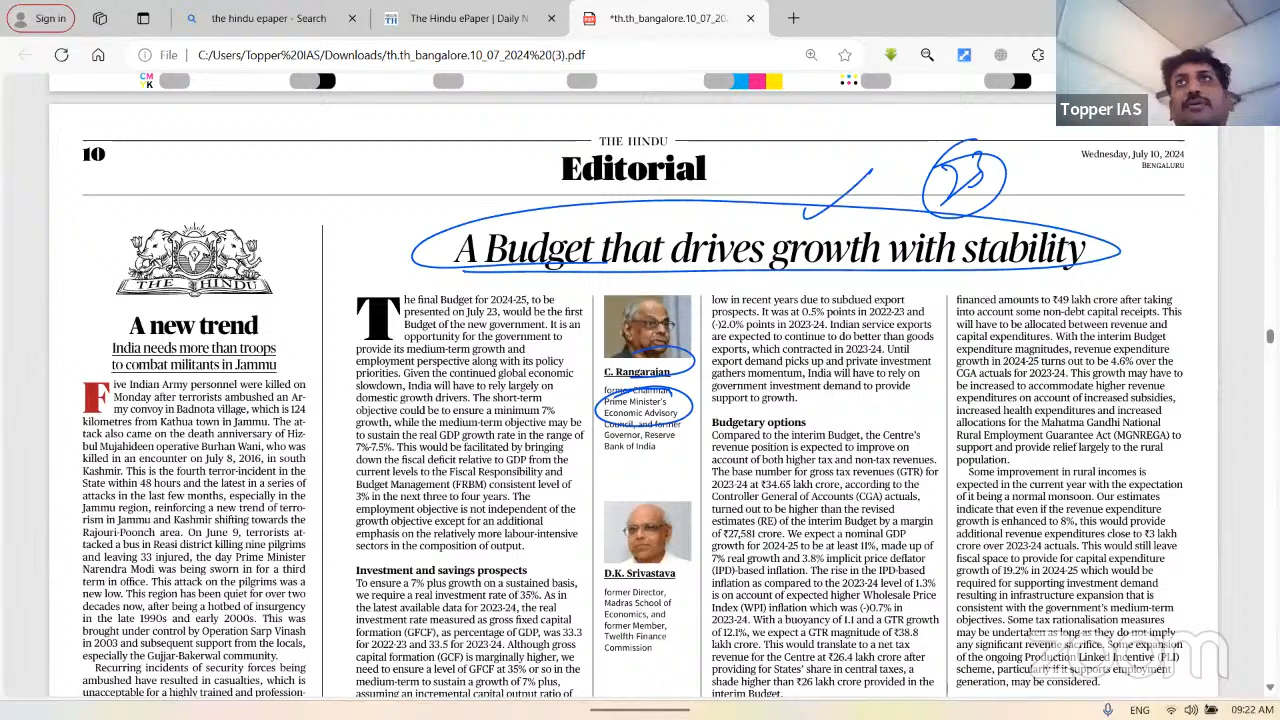 Sign in
the hindu epaper - Search
The Hindu ePaper | Daily N
*th.th_bangalore.10_07_20.
File
C:/Users/Topper%20IAS/Downloads/th.th_bangalore.10_07_2024%20(3).pdf
Topper IAS
CM
YK
THE HINDU
10
Editorial
Wednesday, July 10, 2024
BENGALURU
23
A Budget that drives growth with stability
THE HINDU
A new trend
India needs more than troops
to combat militants in Jammu
Five Indian Army personnel were killed on
Monday after terrorists ambushed an Ar-
my convoy in Badnota village, which is 124
kilometres from Kathua town in Jammu. The
attack also came on the death anniversary of Hiz-
bul Mujahideen operative Burhan Wani, who was
killed in an encounter on July 8, 2016, in south
Kashmir. This is the fourth terror-incident in the
State within 48 hours and the latest in a series of
attacks in the last few months, especially in the
Jammu region, reinforcing a new trend of terro-
rism in Jammu and Kashmir shifting towards the
Rajouri-Poonch area. On June 9, terrorists at-
tacked a bus in Reasi district killing nine pilgrims
and leaving 33 injured, the day Prime Minister
Narendra Modi was being sworn in for a third
term in office. This attack on the pilgrims was a
new low. This region has been quiet for over two
decades now, after being a hotbed of insurgency
in the late 1990s and early 2000s. This was
brought under control by Operation Sarp Vinash
in 2003 and subsequent support from the locals,
especially the Gujjar-Bakerwal community.
Recurring incidents of security forces being
ambushed have resulted in casualties, which is
unacceptable for a highly trained and profession-
The final Budget for 2024-25, to be
presented on July 23, would be the first
Budget of the new government. It is an
opportunity for the government to
provide its medium-term growth and
employment perspective along with its policy
priorities. Given the continued global economic
slowdown, India will have to rely largely on
domestic growth drivers. The short-term
objective could be to ensure a minimum 7%
growth, while the medium-term objective may be
to sustain the real GDP growth rate in the range of
7%-7.5%. This would be facilitated by bringing
down the fiscal deficit relative to GDP from the
current levels to the Fiscal Responsibility and
Budget Management (FRBM) consistent level of
3% in the next three to four years. The
employment objective is not independent of the
growth objective except for an additional
emphasis on the relatively more labour-intensive
sectors in the composition of output.
Investment and savings prospects
To ensure a 7% plus growth on a sustained basis,
we require a real investment rate of 35%. As in
the latest available data for 2023-24, the real
investment rate measured as gross fixed capital
formation (GFCF), as percentage of GDP, was 33.3
for 2022-23 and 33.5 for 2023-24. Although gross
capital formation (GCF) is marginally higher, we
need to ensure a level of GFCF at 35% or so in the
medium-term to sustain a growth of 7% plus,
assuming an incremental capital output ratio of
C. Rangarajan
former Chairman,
Prime Minister's
Economic Advisory
Council, and former
Governor, Reserve
Bank of India
D.K. Srivastava
former Director,
Madras School of
Economics, and
former Member,
Twelfth Finance
Commission
low in recent years due to subdued export
prospects. It was at 0.5% points in 2022-23 and
(-)2.0% points in 2023-24. Indian service exports
are expected to continue to do better than goods
exports, which contracted in 2023-24. Until
export demand picks up and private investment
gathers momentum, India will have to rely on
government investment demand to provide
support to growth.
Budgetary options
Compared to the interim Budget, the Centre's
revenue position is expected to improve on
account of both higher tax and non-tax revenues.
The base number for gross tax revenues (GTR) for
2023-24 at ₹34.65 lakh crore, according to the
Controller General of Accounts (CGA) actuals,
turned out to be higher than the revised
estimates (RE) of the interim Budget by a margin
of ₹27,581 crore. We expect a nominal GDP
growth for 2024-25 to be at least 11%, made up of
7% real growth and 3.8% implicit price deflator
(IPD)-based inflation. The rise in the IPD-based
inflation as compared to the 2023-24 level of 1.3%
is on account of expected higher Wholesale Price
Index (WPI) inflation which was (-)0.7% in
2023-24. With a buoyancy of 1.1 and a GTR growth
of 12.1%, we expect a GTR magnitude of ₹38.8
lakh crore. This would translate to a net tax
revenue for the Centre at ₹26.4 lakh crore after
providing for States' share in central taxes, a
shade higher than ₹26 lakh crore provided in the
interim Budget.
financed amounts to ₹49 lakh crore after taking
into account some non-debt capital receipts. This
will have to be allocated between revenue and
capital expenditures. With the interim Budget
expenditure magnitudes, revenue expenditure
growth in 2024-25 turns out to be 4.6% over the
CGA actuals for 2023-24. This growth may have to
be increased to accommodate higher revenue
expenditures on account of increased subsidies,
increased health expenditures and increased
allocations for the Mahatma Gandhi National
Rural Employment Guarantee Act (MGNREGA) to
support and provide relief largely to the rural
population.
Some improvement in rural incomes is
expected in the current year with the expectation
of it being a normal monsoon. Our estimates
indicate that even if the revenue expenditure
growth is enhanced to 8%, this would provide
additional revenue expenditures close to ₹3 lakh
crore over 2023-24 actuals. This would still leave
fiscal space to provide for capital expenditure
growth of 19.2% in 2024-25 which would be
required for supporting investment demand
resulting in infrastructure expansion that is
consistent with the government's medium-term
objectives. Some tax rationalisation measures
may be undertaken as long as they do not imply
any significant revenue sacrifice. Some expansion
of the ongoing Production Linked Incentive (PLI)
scheme, particularly if it supports employment
generation, may be considered.
zoom
ENG
09:22 AM